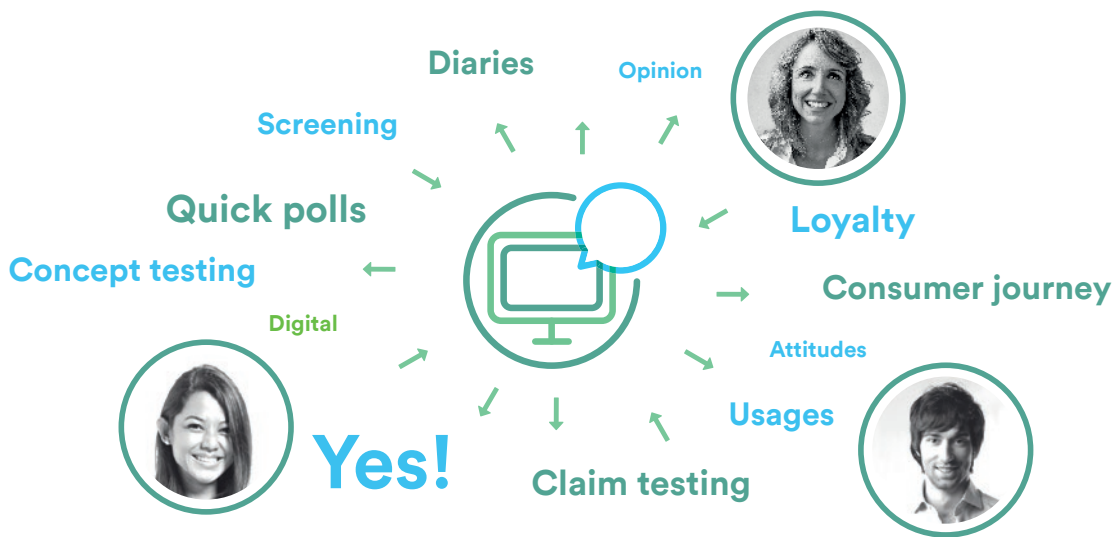 Diaries
Opinion
Screening
Quick polls
Loyalty
Concept testing
Consumer journey
Digital
Attitudes
Usages
Yes!
Claim testing